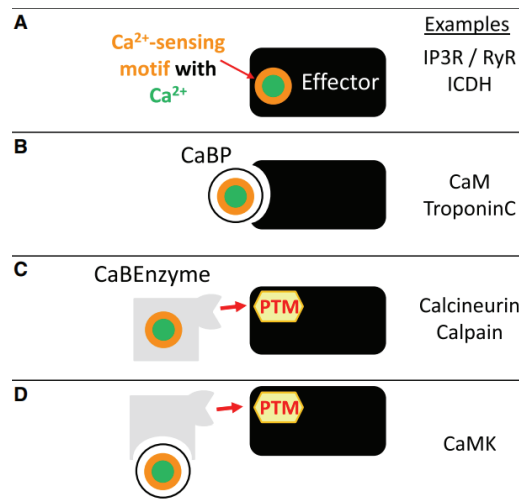 A
Examples
Ca²⁺-sensing
motif with
Ca²⁺
Effector
IP3R / RyR
ICDH
B
CaBP
CaM
TroponinC
C
CaBEnzyme
PTM
Calcineurin
Calpain
D
PTM
CaMK